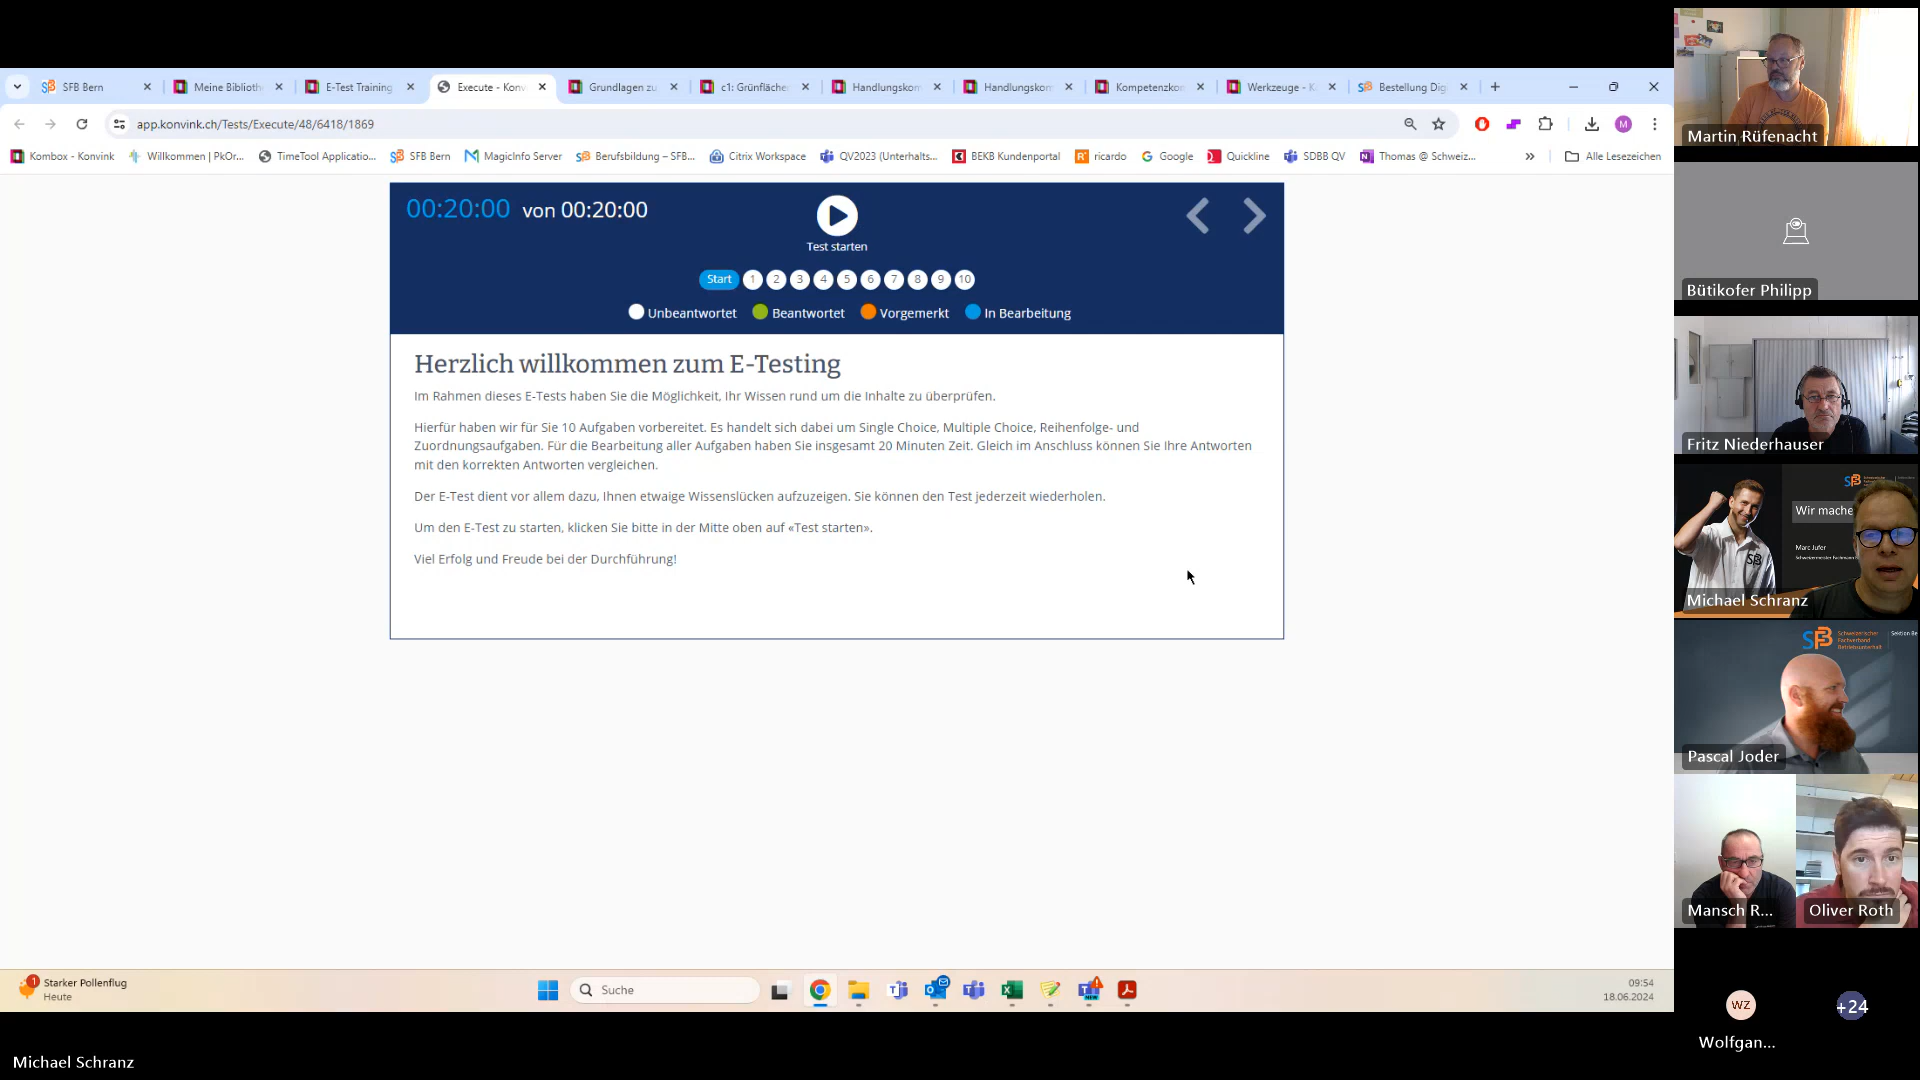 SFB Bern
Meine Biblioth
E-Test Training
Execute - Konv
Grundlagen zu
c1: Grünfläche
Handlungskom
Handlungskom
Kompetenzko
Werkzeuge - K
Bestellung Dig
app.konvink.ch/Tests/Execute/48/6418/1869
M
Kombox - Konvink
Willkommen | PkOr...
TimeTool Applicatio...
SFB Bern
MagicInfo Server
Berufsbildung – SFB...
Citrix Workspace
QV2023 (Unterhalts...
BEKB Kundenportal
ricardo
Google
Quickline
SDBB QV
Thomas @ Schweiz...
»
Alle Lesezeichen
00:20:00 von 00:20:00
Test starten
Start 1 2 3 4 5 6 7 8 9 10
Unbeantwortet Beantwortet Vorgemerkt In Bearbeitung
Herzlich willkommen zum E-Testing
Im Rahmen dieses E-Tests haben Sie die Möglichkeit, Ihr Wissen rund um die Inhalte zu überprüfen.
Hierfür haben wir für Sie 10 Aufgaben vorbereitet. Es handelt sich dabei um Single Choice, Multiple Choice, Reihenfolge- und
Zuordnungsaufgaben. Für die Bearbeitung aller Aufgaben haben Sie insgesamt 20 Minuten Zeit. Gleich im Anschluss können Sie Ihre Antworten
mit den korrekten Antworten vergleichen.
Der E-Test dient vor allem dazu, Ihnen etwaige Wissenslücken aufzuzeigen. Sie können den Test jederzeit wiederholen.
Um den E-Test zu starten, klicken Sie bitte in der Mitte oben auf «Test starten».
Viel Erfolg und Freude bei der Durchführung!
1
Starker Pollenflug
Heute
Suche
09:54
18.06.2024
Michael Schranz
Martin Rüfenacht
Bütikofer Philipp
Fritz Niederhauser
Wir mache
Marc Jufer
Michael Schranz
SFB
Schweizerischer
Fachverband
Betriebsunterhalt
Sektion Be
Pascal Joder
Mansch R...
Oliver Roth
WZ
Wolfgan...
+24